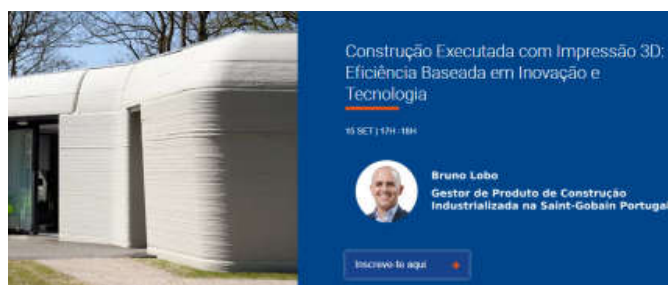 Construção Executada com Impressão 3D:
Eficiência Baseada em Inovação e
Tecnologia
15 SET | 17H -18H
Bruno Lobo
Gestor de Produto de Construção
Industrializada na Saint-Gobain Portugal
Inscreve-te aqui